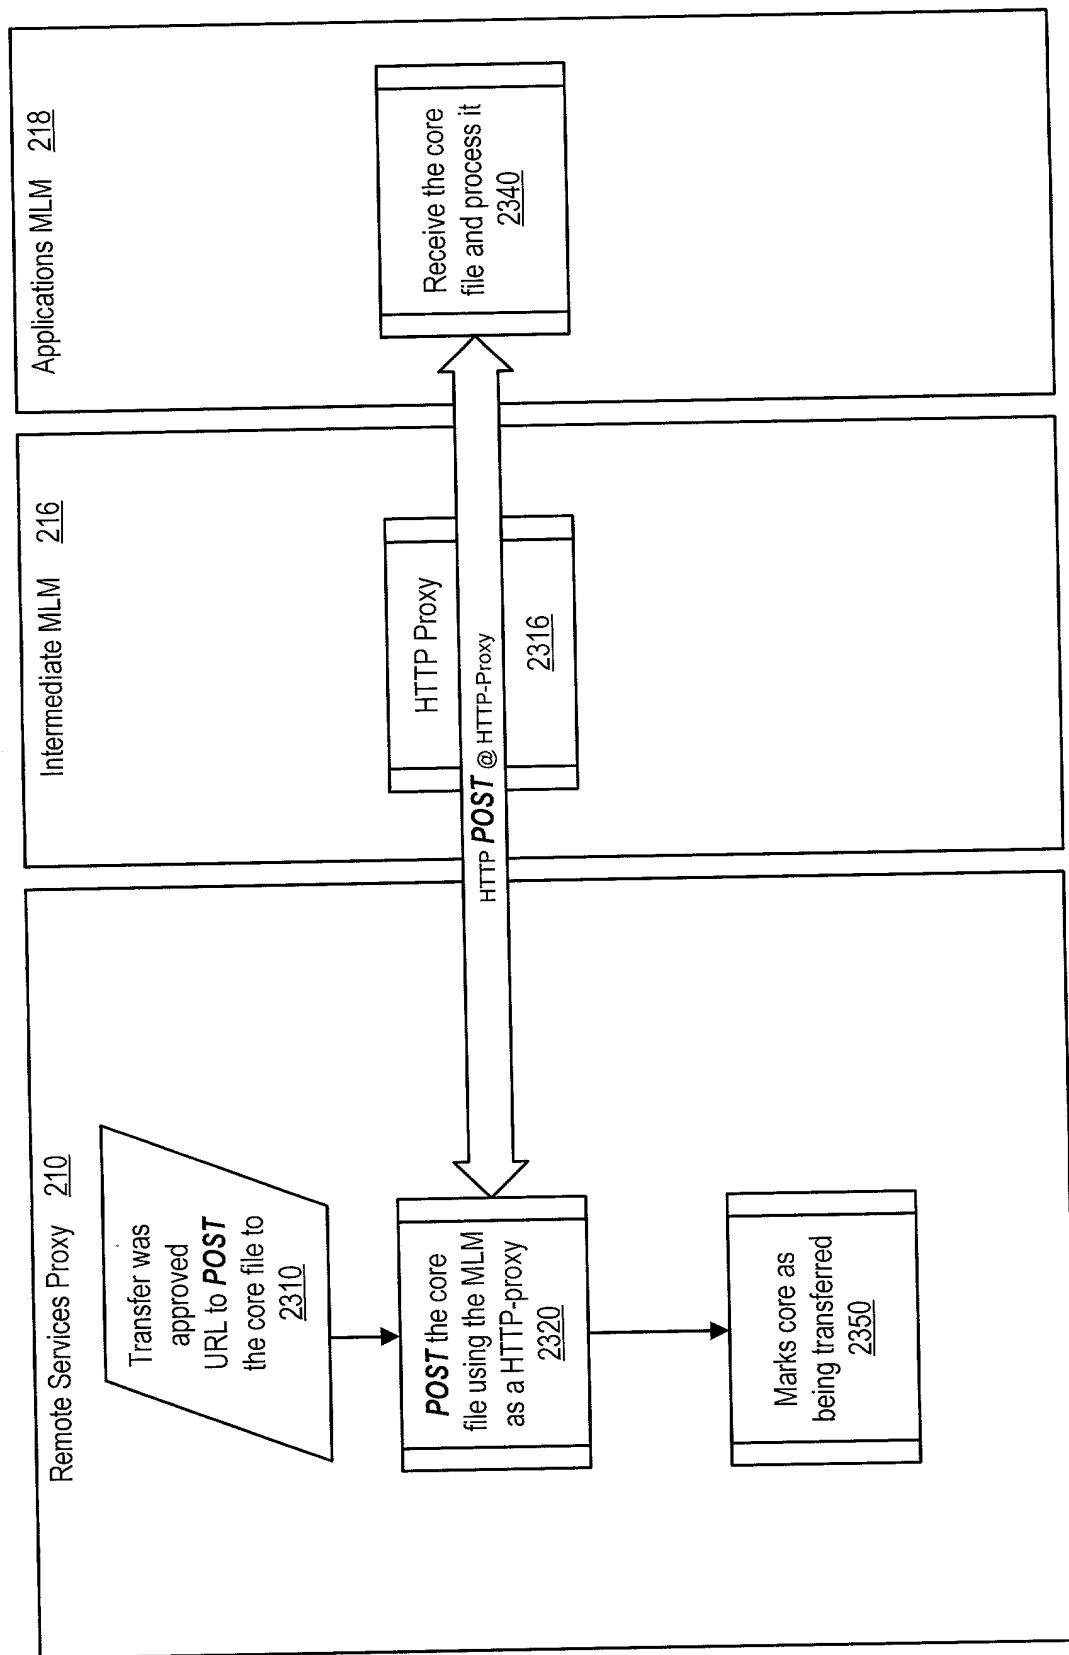 Remote Services Proxy 210
Transfer was
approved
URL to POST
the core file to
2310
POST the core
file using the MLM
as a HTTP-proxy
2320
Marks core as
being transferred
2350
Intermediate MLM 216
HTTP Proxy
HTTP POST @ HTTP-Proxy
2316
Applications MLM 218
Receive the core
file and process it
2340